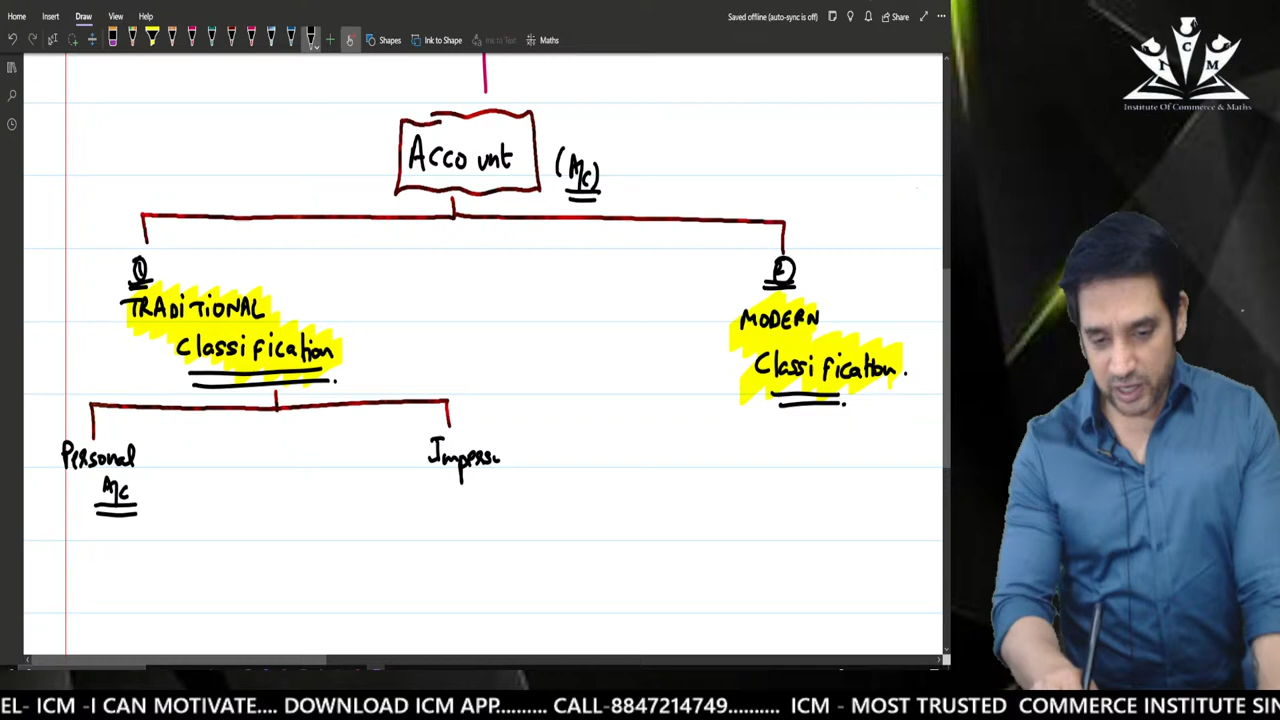 Home Insert Draw View Help
Saved offline (auto-sync is off)
Share
Shapes Ink to Shape Ink to Text Maths
I C M
Institute Of Commerce & Maths
Account (A/c)
1 2
TRADITIONAL
Classification
MODERN
Classification.
Personal
A/c
Imperso
EL- ICM -I CAN MOTIVATE.... DOWNLOAD ICM APP.......... CALL-8847214749......... ICM - MOST TRUSTED COMMERCE INSTITUTE SIN